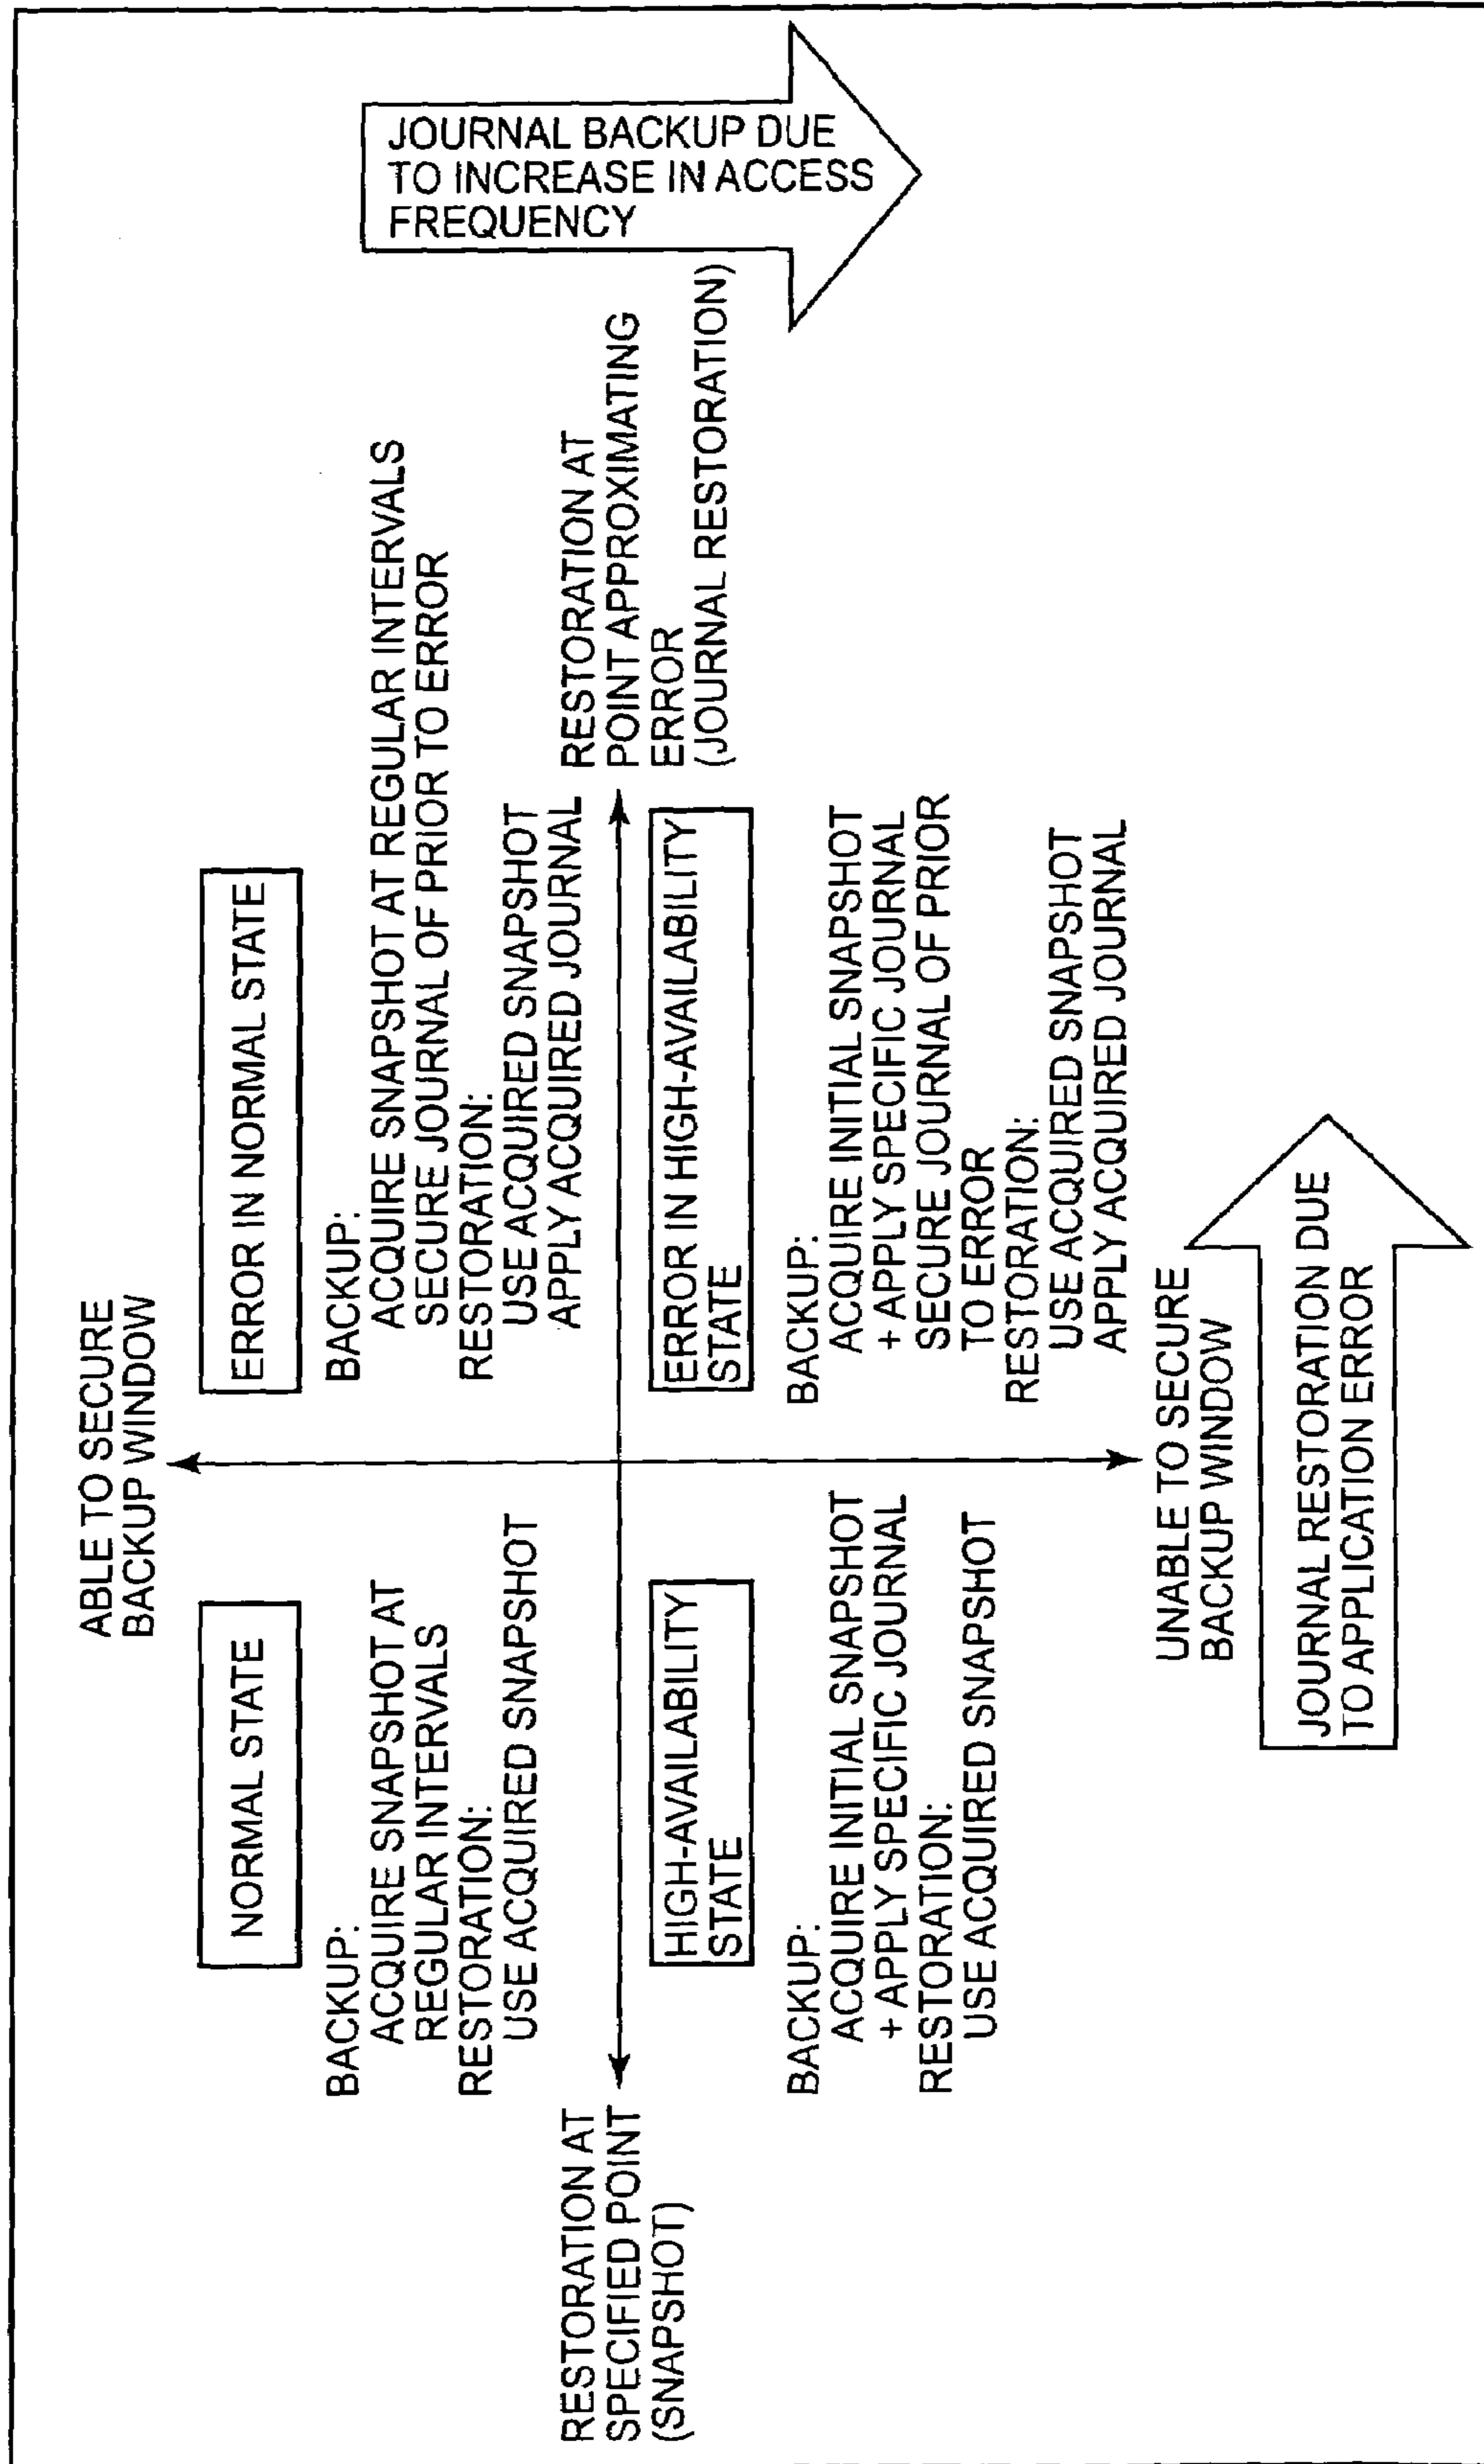 ABLE TO SECURE
BACKUP WINDOW
NORMAL STATE
BACKUP:
ACQUIRE SNAPSHOT AT
REGULAR INTERVALS
RESTORATION:
USE ACQUIRED SNAPSHOT
ERROR IN NORMAL STATE
BACKUP:
ACQUIRE SNAPSHOT AT REGULAR INTERVALS
SECURE JOURNAL OF PRIOR TO ERROR
RESTORATION:
USE ACQUIRED SNAPSHOT
APPLY ACQUIRED JOURNAL
RESTORATION AT
SPECIFIED POINT
(SNAPSHOT)
RESTORATION AT
POINT APPROXIMATING
ERROR
(JOURNAL RESTORATION)
HIGH-AVAILABILITY
STATE
BACKUP:
ACQUIRE INITIAL SNAPSHOT
+ APPLY SPECIFIC JOURNAL
RESTORATION:
USE ACQUIRED SNAPSHOT
ERROR IN HIGH-AVAILABILITY
STATE
BACKUP:
ACQUIRE INITIAL SNAPSHOT
+ APPLY SPECIFIC JOURNAL
SECURE JOURNAL OF PRIOR
TO ERROR
RESTORATION:
USE ACQUIRED SNAPSHOT
APPLY ACQUIRED JOURNAL
UNABLE TO SECURE
BACKUP WINDOW
JOURNAL RESTORATION DUE
TO APPLICATION ERROR
JOURNAL BACKUP DUE
TO INCREASE IN ACCESS
FREQUENCY